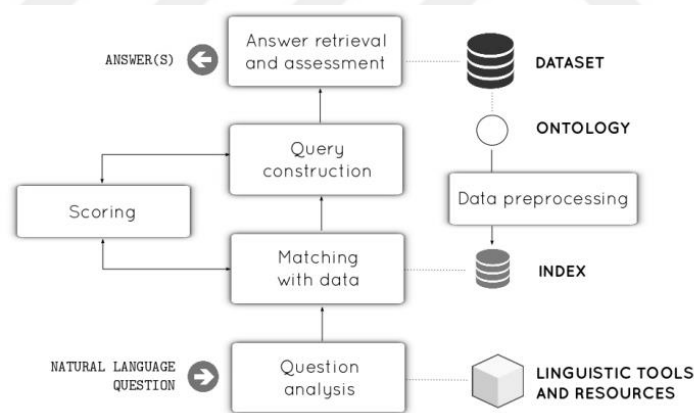 Answer retrieval
and assessment
ANSWER(S)
DATASET
ONTOLOGY
Query
construction
Scoring
Data preprocessing
Matching
with data
INDEX
NATURAL LANGUAGE
QUESTION
Question
analysis
LINGUISTIC TOOLS
AND RESOURCES